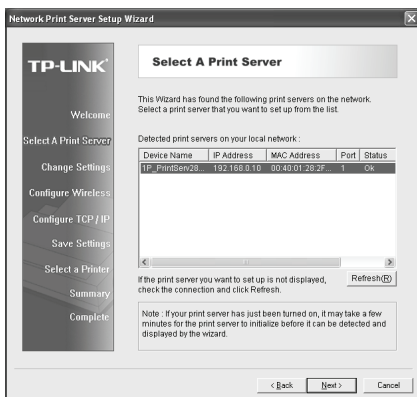 Network Print Server Setup Wizard
TP-LINK
Welcome
Select A Print Server
Change Settings
Configure Wireless
Configure TCP / IP
Save Settings
Select a Printer
Summary
Complete
Select A Print Server
This Wizard has found the following print servers on the network.
Select a print server that you want to set up from the list.
Detected print servers on your local network :
Device Name IP Address MAC Address Port Status
1P_PrintServ28... 192.168.0.10 00:40:01:28:2F... 1 Ok
If the print server you want to set up is not displayed,
check the connection and click Refresh.
Refresh(R)
Note : If your print server has just been turned on, it may take a few
minutes for the print server to initialize before it can be detected and
displayed by the wizard.
< Back Next > Cancel